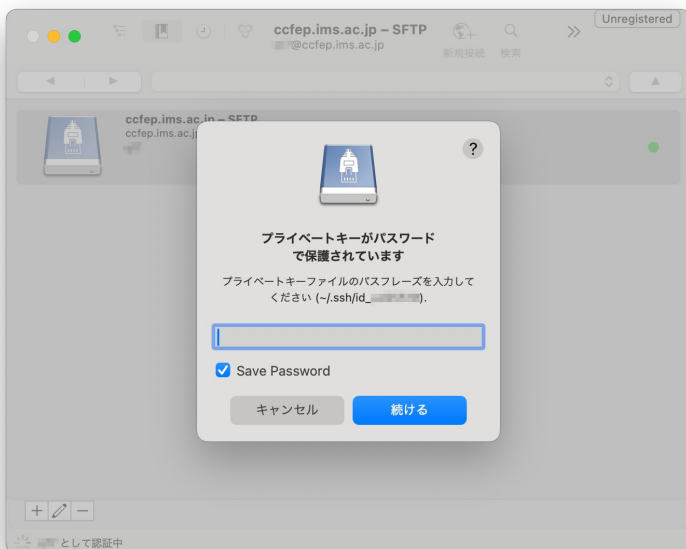 ccfep.ims.ac.jp – SFTP
@ccfep.ims.ac.jp
Unregistered
新規接続
検索
ccfep.ims.ac.jp – SFTP
ccfep.ims.ac.j
?
プライベートキーがパスワード
で保護されています
プライベートキーファイルのパスフレーズを入力して
ください (~/.ssh/id_ ).
Save Password
キャンセル
続ける
として認証中